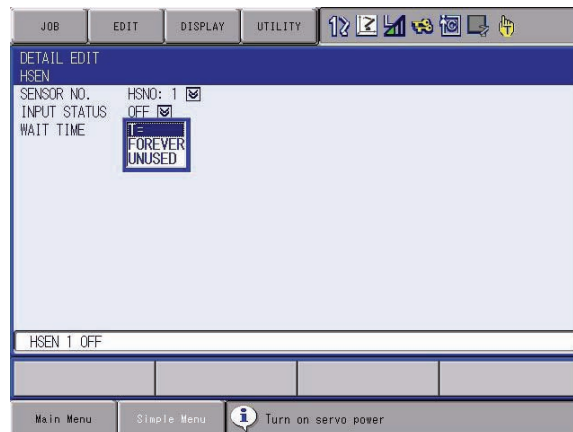 JOB EDIT DISPLAY UTILITY
DETAIL EDIT
HSEN
SENSOR NO. HSNO: 1
INPUT STATUS OFF
WAIT TIME T=
FOREVER
UNUSED
HSEN 1 OFF
Main Menu Simple Menu Turn on servo power